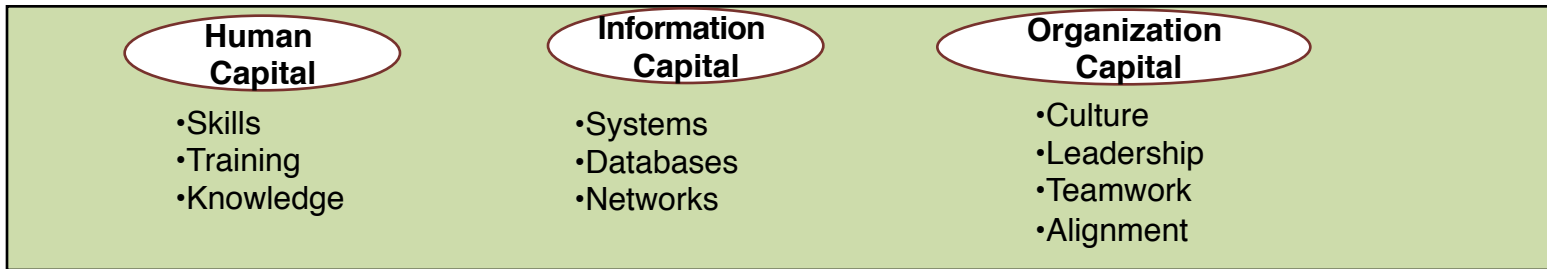 Human
Capital
•Skills
•Training
•Knowledge
Information
Capital
•Systems
•Databases
•Networks
Organization
Capital
•Culture
•Leadership
•Teamwork
•Alignment